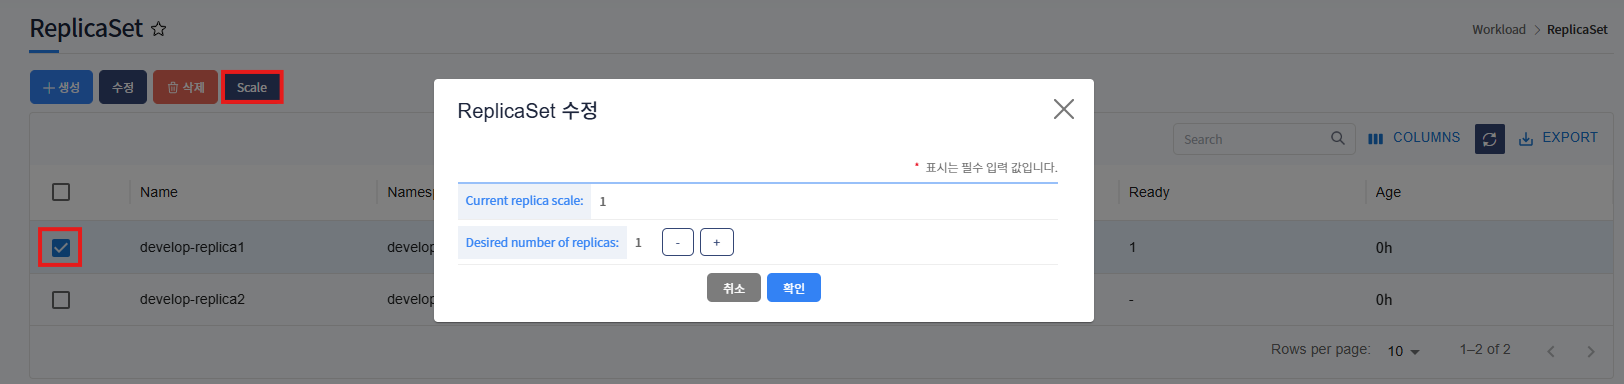 ReplicaSet
Workload > ReplicaSet
생성 수정 삭제 Scale
ReplicaSet 수정
Search COLUMNS EXPORT
* 표시는 필수 입력 값입니다.
Name Namesp Ready Age
Current replica scale: 1
develop-replica1 develop- 1 0h
Desired number of replicas: 1 - +
취소 확인
develop-replica2 develop- - 0h
Rows per page: 10 1–2 of 2